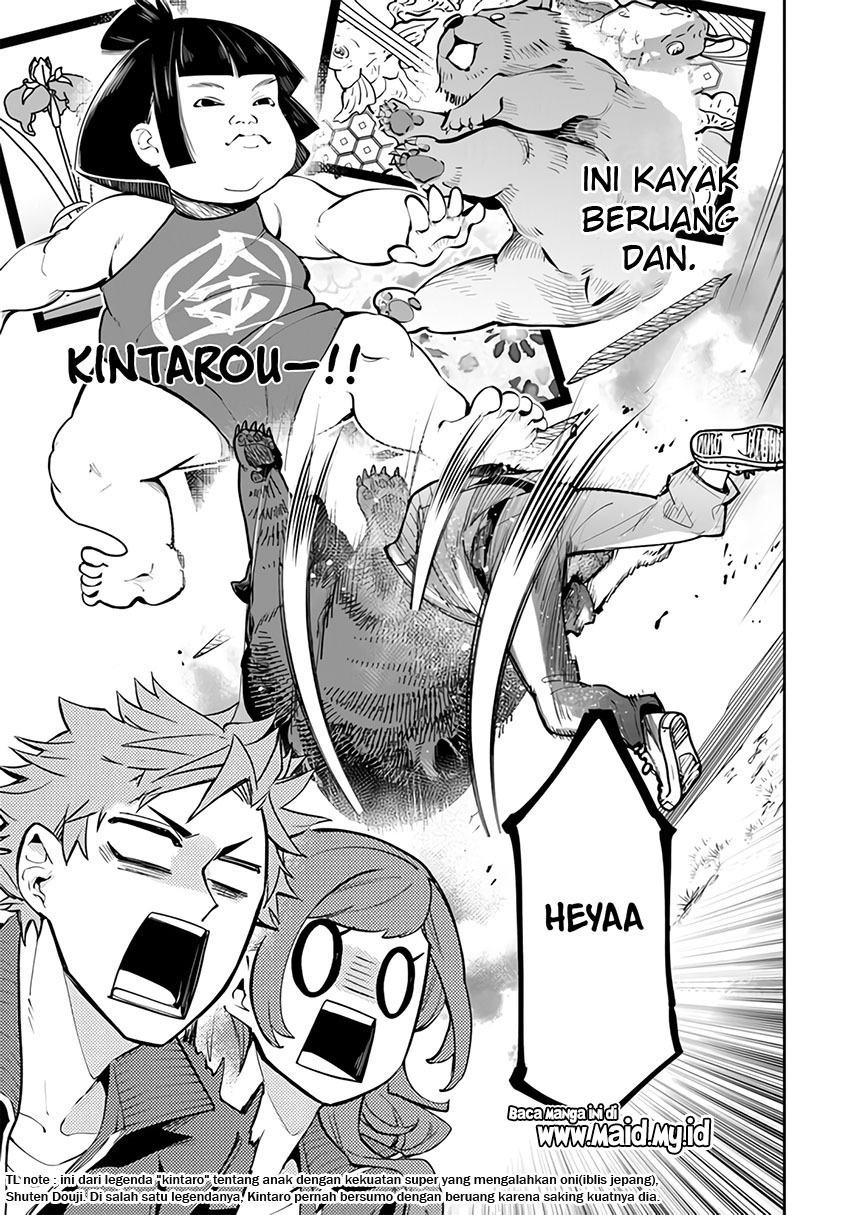 INI KAYAK
BERUANG
DAN.
金
KINTAROU—!!
HEYAA
Baca Manga ini di
www.Maid.my.id
TL note : ini dari legenda "kintaro" tentang anak dengan kekuatan super yang mengalahkan oni(iblis jepang),
Shuten Douji. Di salah satu legendanya, Kintaro pernah bersumo dengan beruang karena saking kuatnya dia.